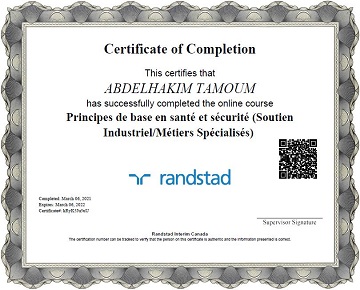 Certificate of Completion
This certifies that
ABDELHAKIM TAMOUM
has successfully completed the online course
Principes de base en santé et sécurité (Soutien
Industriel/Métiers Spécialisés)
randstad
Completed: March 06, 2021
Expires: March 06, 2022
Certificate#:
Supervisor Signature
Randstad Interim Canada
The certification number can be tracked to verify that the person on this certificate is authentic and the information presented is correct.